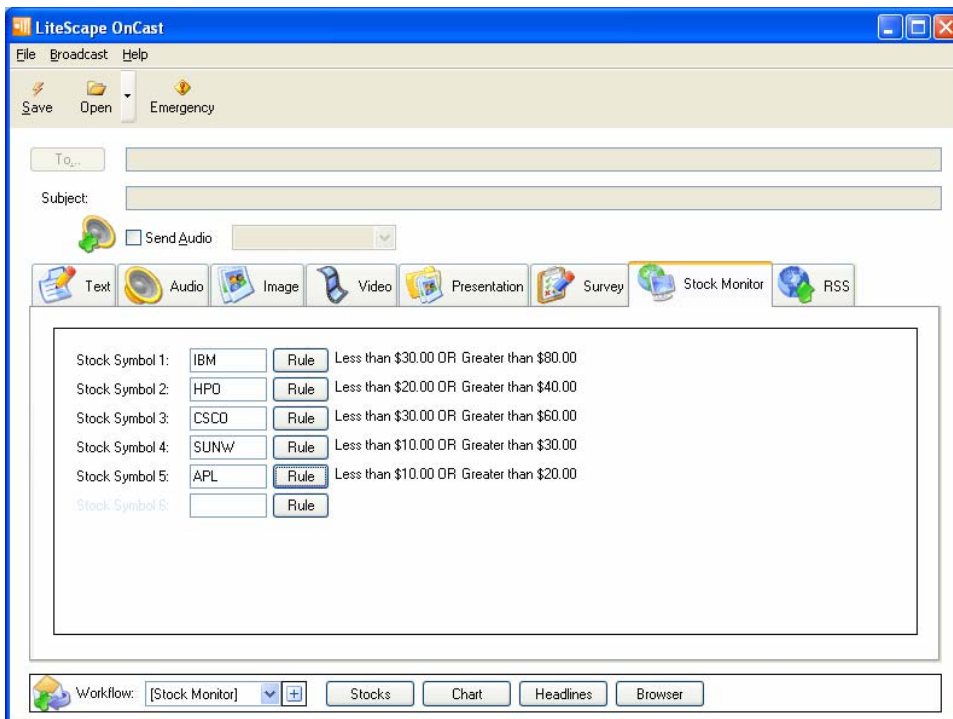 LiteScape OnCast
File Broadcast Help
Save Open Emergency
To...
Subject:
Send Audio
Text Audio Image Video Presentation Survey Stock Monitor RSS
Stock Symbol 1: IBM Rule Less than $30.00 OR Greater than $80.00
Stock Symbol 2: HPO Rule Less than $20.00 OR Greater than $40.00
Stock Symbol 3: CSCO Rule Less than $30.00 OR Greater than $60.00
Stock Symbol 4: SUNW Rule Less than $10.00 OR Greater than $30.00
Stock Symbol 5: APL Rule Less than $10.00 OR Greater than $20.00
Stock Symbol 6: Rule
Workflow: [Stock Monitor] Stocks Chart Headlines Browser